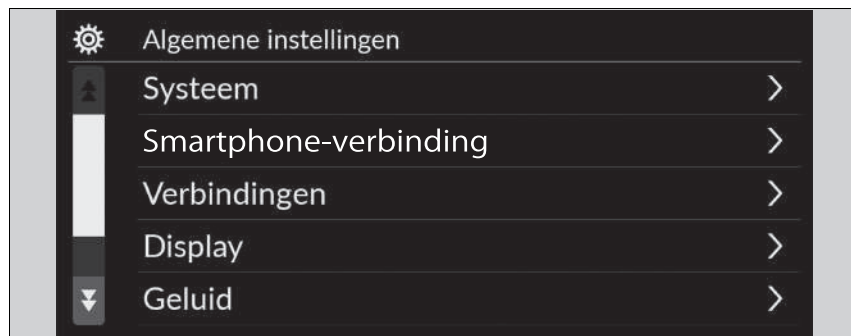 Algemene instellingen
Systeem
Smartphone-verbinding
Verbindingen
Display
Geluid